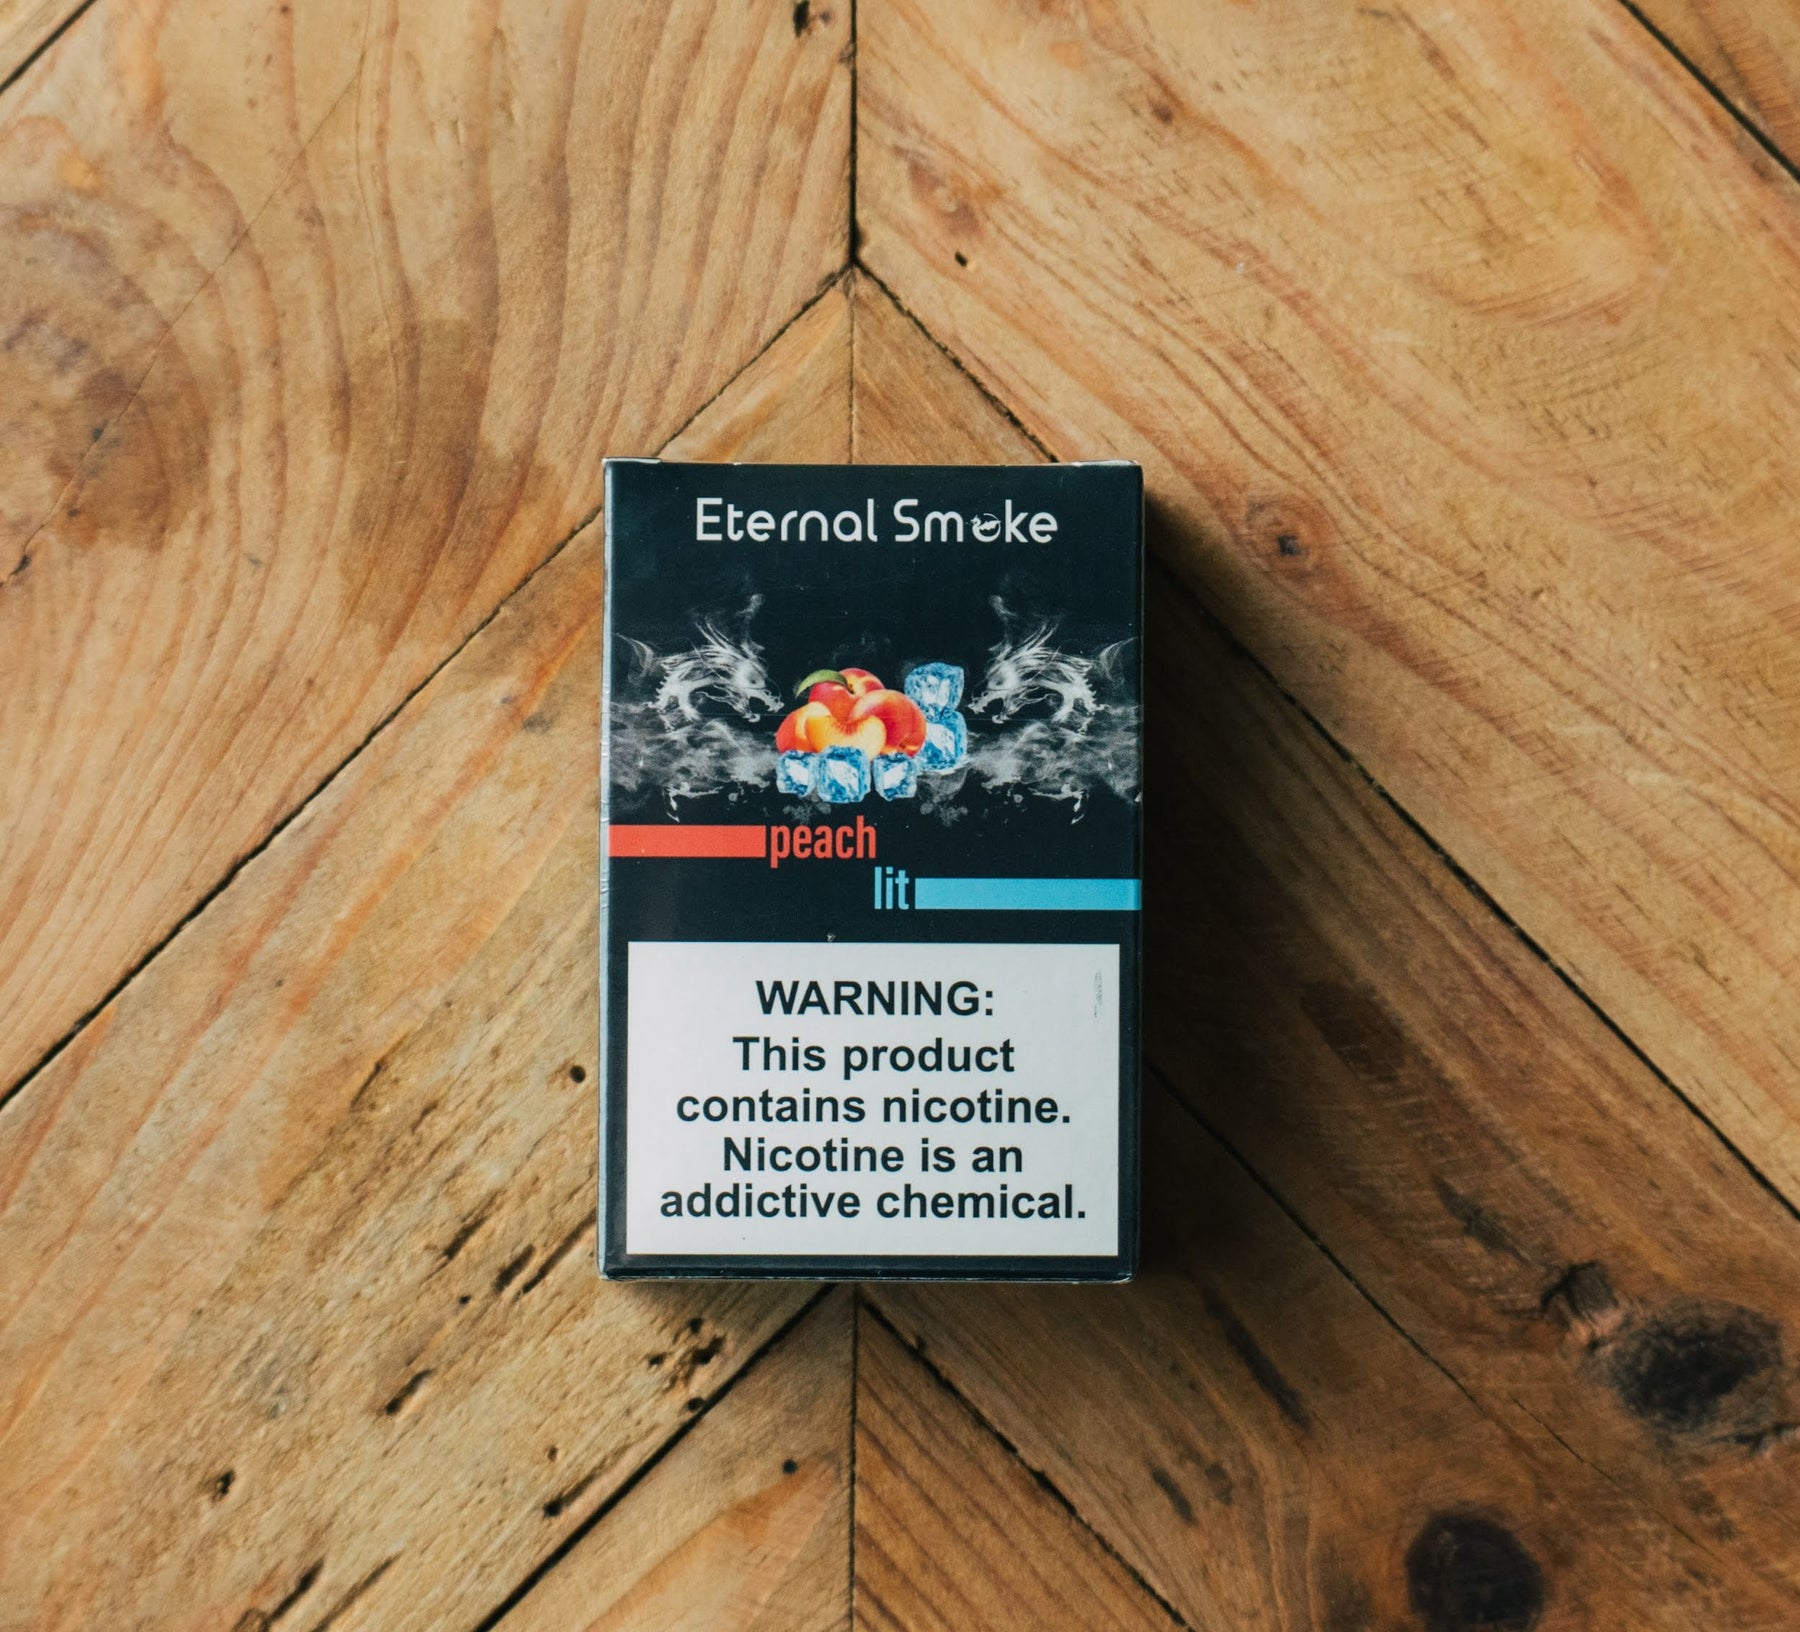 Eternal Smoke
peach
lit
WARNING:
This product
contains nicotine.
Nicotine is an
addictive chemical.